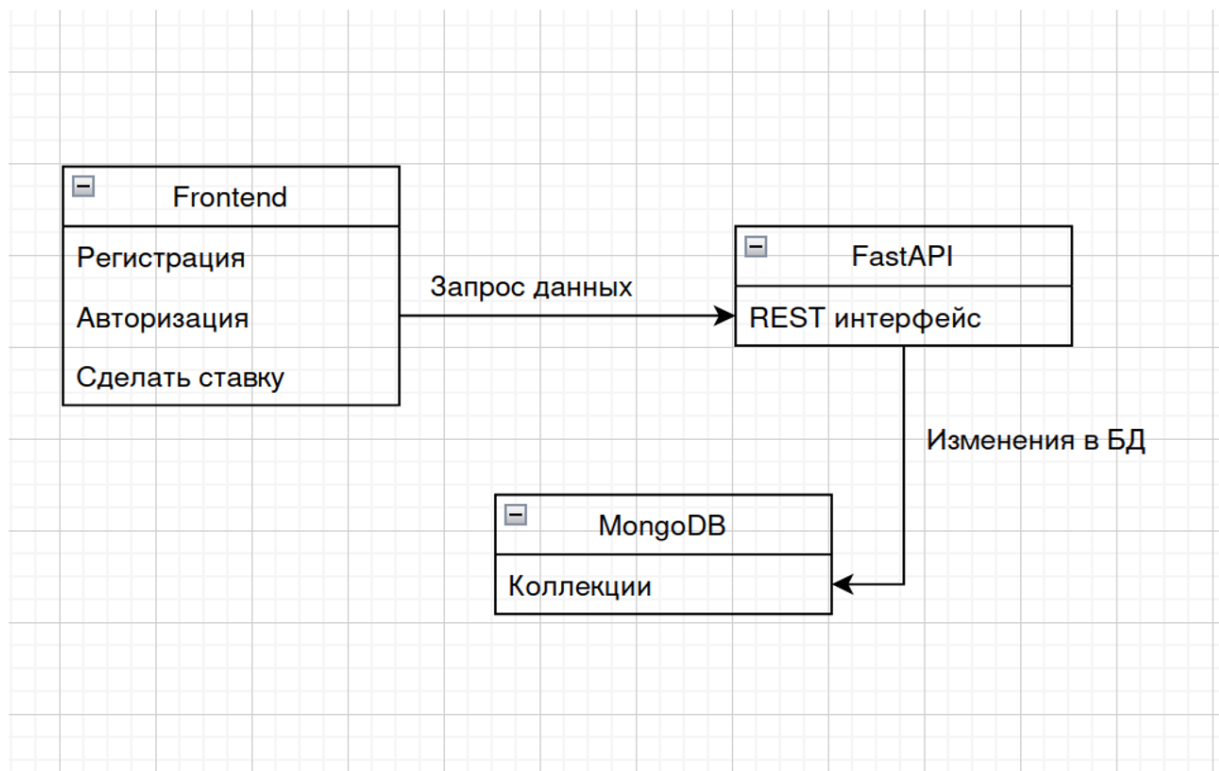 Frontend
Регистрация
Авторизация
Сделать ставку
Запрос данных
FastAPI
REST интерфейс
Изменения в БД
MongoDB
Коллекции